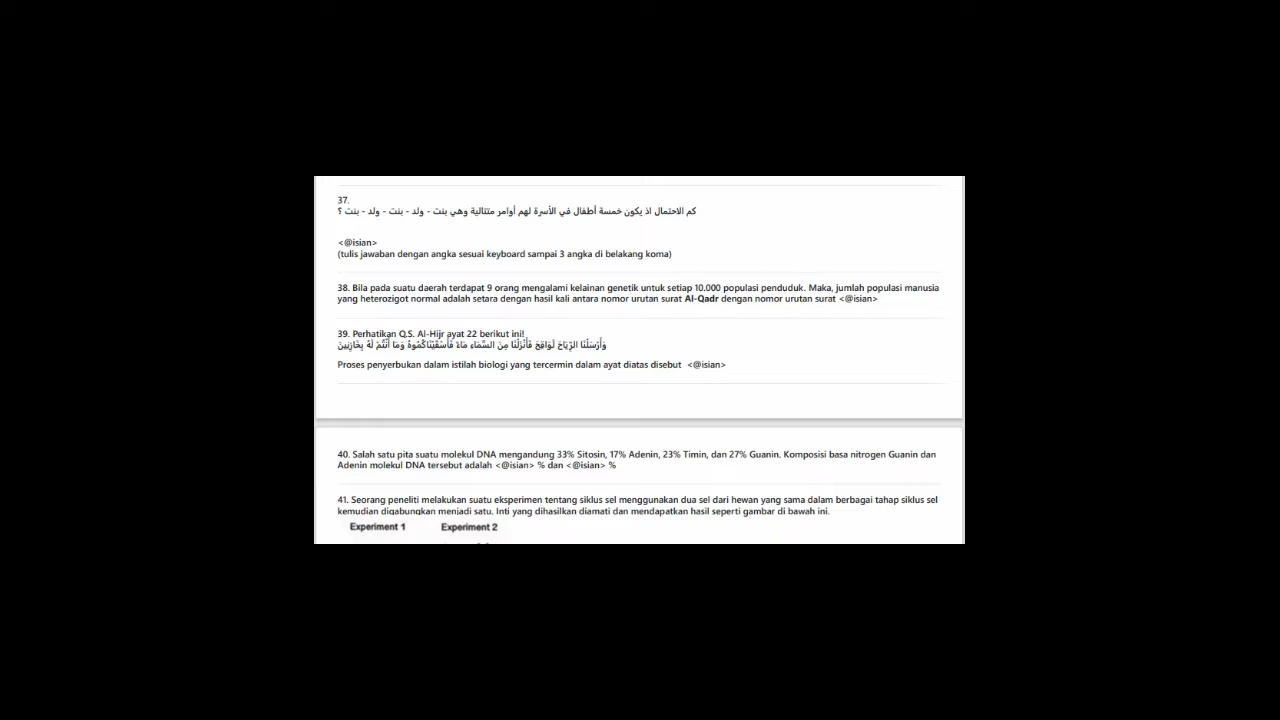 37.
كم الاحتمال اذ يكون خمسة أطفال في الأسرة لهم أوامر متتالية وهي بنت - ولد - بنت - ولد - بنت ؟
<@isian>
(tulis jawaban dengan angka sesuai keyboard sampai 3 angka di belakang koma)
38. Bila pada suatu daerah terdapat 9 orang mengalami kelainan genetik untuk setiap 10.000 populasi penduduk. Maka, jumlah populasi manusia
yang heterozigot normal adalah setara dengan hasil kali antara nomor urutan surat Al-Qadr dengan nomor urutan surat <@isian>
39. Perhatikan Q.S. Al-Hijr ayat 22 berikut ini!
وَأَرْسَلْنَا الرِّيَاحَ لَوَاقِحَ فَأَنْزَلْنَا مِنَ السَّمَاءِ مَاءً فَأَسْقَيْنَاكُمُوهُ وَمَا أَنْتُمْ لَهُ بِخَازِنِينَ
Proses penyerbukan dalam istilah biologi yang tercermin dalam ayat diatas disebut <@isian>
40. Salah satu pita suatu molekul DNA mengandung 33% Sitosin, 17% Adenin, 23% Timin, dan 27% Guanin. Komposisi basa nitrogen Guanin dan
Adenin molekul DNA tersebut adalah <@isian> % dan <@isian> %
41. Seorang peneliti melakukan suatu eksperimen tentang siklus sel menggunakan dua sel dari hewan yang sama dalam berbagai tahap siklus sel
kemudian digabungkan menjadi satu. Inti yang dihasilkan diamati dan mendapatkan hasil seperti gambar di bawah ini.
Experiment 1 Experiment 2